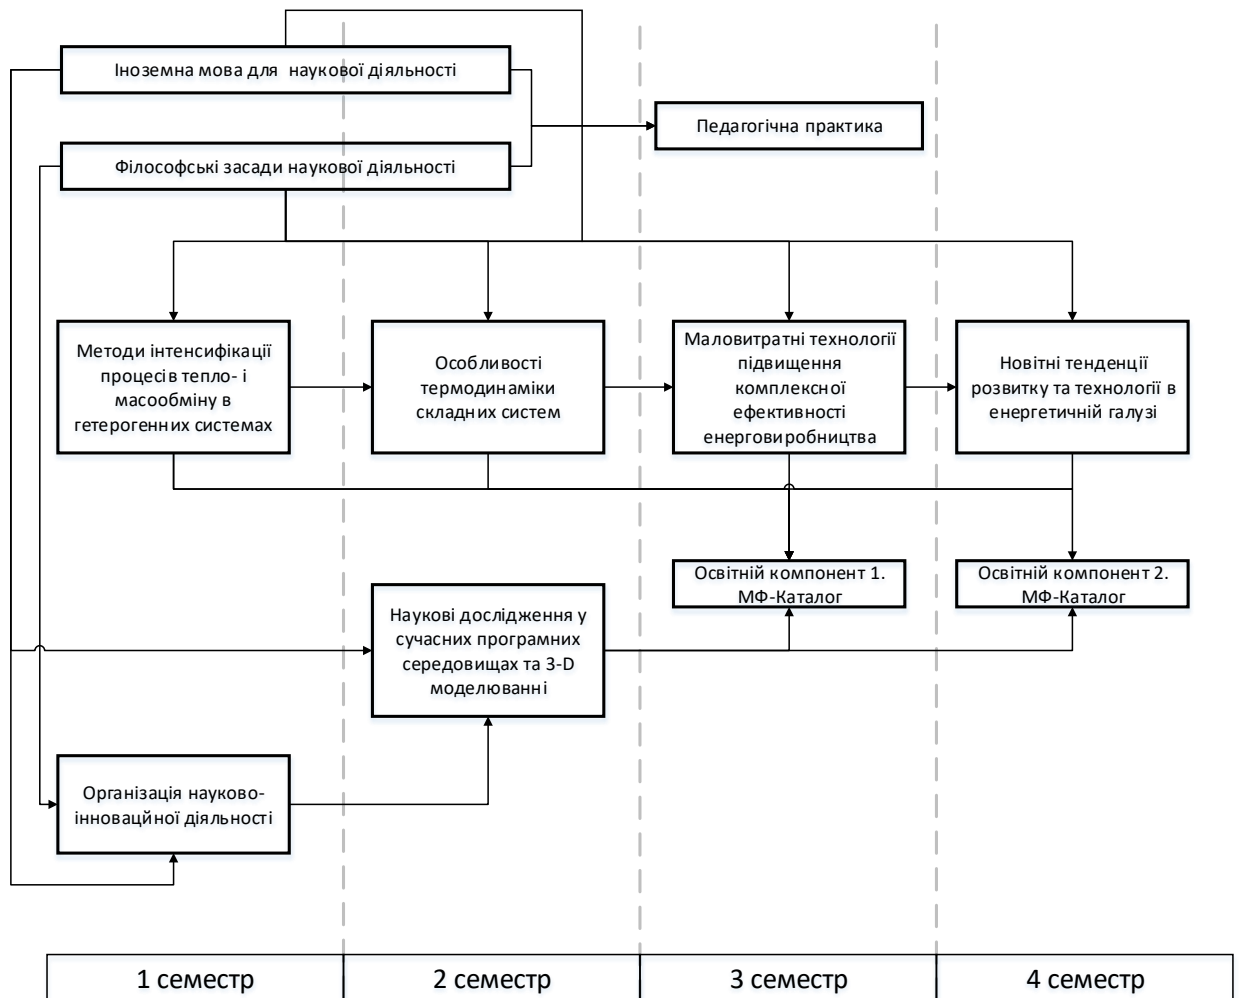 Іноземна мова для наукової діяльності
Педагогічна практика
Філософські засади наукової діяльності
Методи інтенсифікації
процесів тепло- і
масообміну в
гетерогенних системах
Особливості
термодинаміки
складних систем
Маловитратні технології
підвищення
комплексної
ефективності
енерговиробництва
Новітні тенденції
розвитку та технології в
енергетичній галузі
Освітній компонент 1.
МФ-Каталог
Освітній компонент 2.
МФ-Каталог
Наукові дослідження у
сучасних програмних
середовищах та 3-D
моделюванні
Організація науково-
інновацйної діяльності
1 семестр
2 семестр
3 семестр
4 семестр